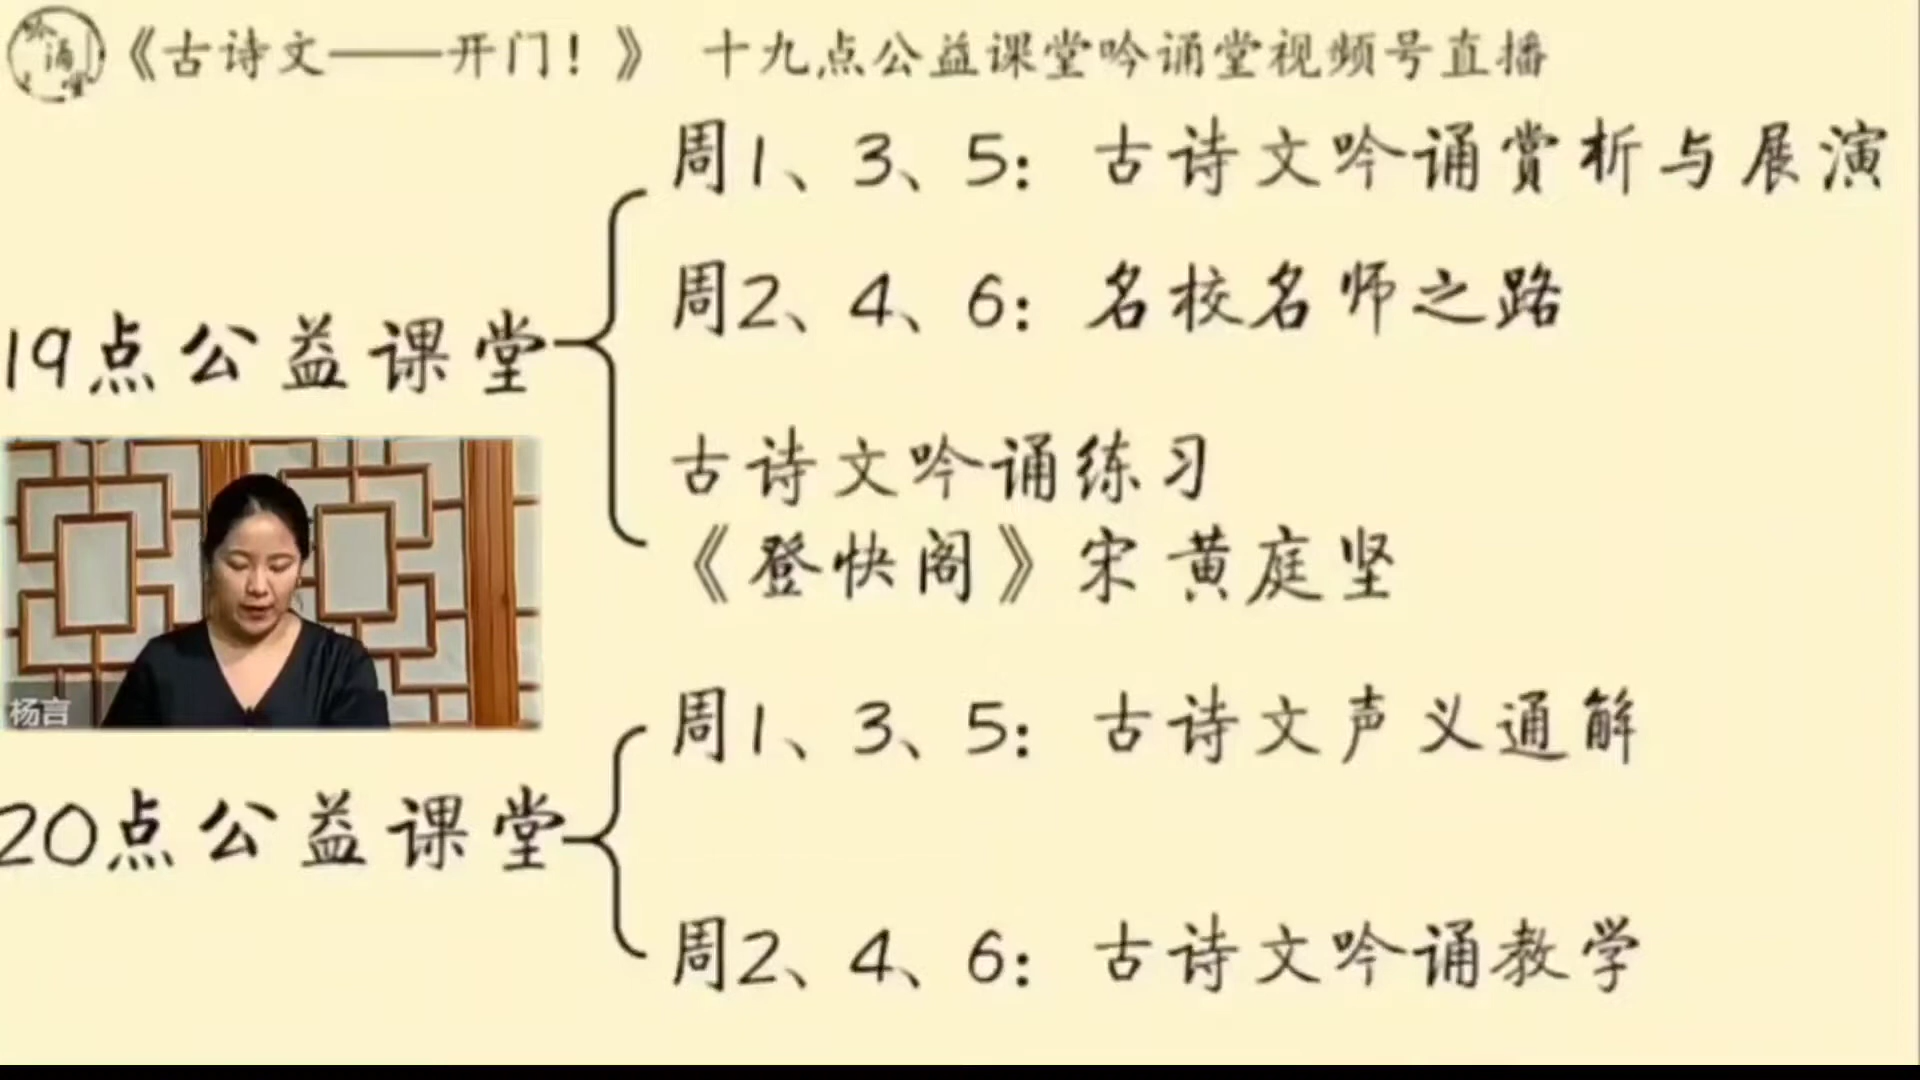 《古诗文——开门！》 十九点公益课堂吟诵堂视频号直播
周1、3、5：古诗文吟诵赏析与展演
周2、4、6：名校名师之路
19点公益课堂
古诗文吟诵练习
《登快阁》宋 黄庭坚
杨言
周1、3、5：古诗文声义通解
20点公益课堂
周2、4、6：古诗文吟诵教学